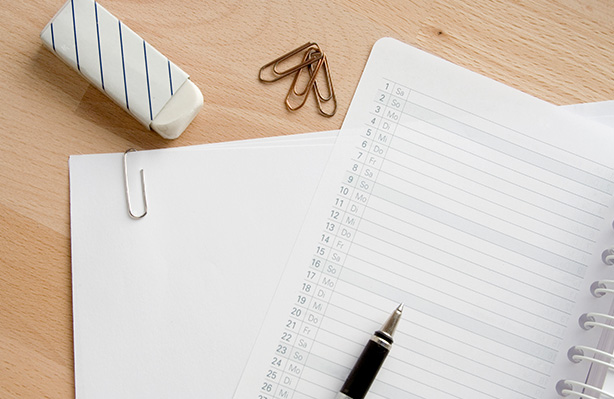 1 Sa
2 So
3 Mo
4 Di
5 Mi
6 Do
7 Fr
8 Sa
9 So
10 Mo
11 Di
12 Mi
13 Do
14 Fr
15 Sa
16 So
17 Mo
18 Di
19 Mi
20 Do
21 Fr
22 Sa
23 So
24 Mo
25 Di
26 Mi